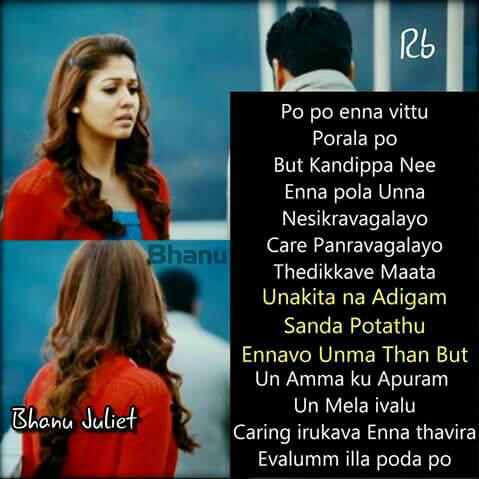 Rb
Po po enna vittu
Porala po
But Kandippa Nee
Enna pola Unna
Nesikravagalayo
Care Panravagalayo
Thedikkave Maata
Unakita na Adigam
Sanda Potathu
Ennavo Unma Than But
Un Amma ku Apuram
Un Mela ivalu
Caring irukava Enna thavira
Evalumm illa poda po
Bhanu
Bhanu Juliet